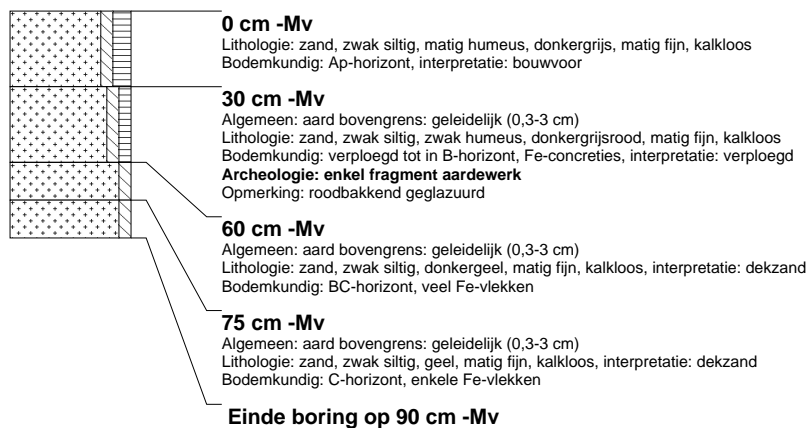 0 cm -Mv
Lithologie: zand, zwak siltig, matig humeus, donkergrijs, matig fijn, kalkloos
Bodemkundig: Ap-horizont, interpretatie: bouwvoor
30 cm -Mv
Algemeen: aard bovengrens: geleidelijk (0,3-3 cm)
Lithologie: zand, zwak siltig, zwak humeus, donkergrijsrood, matig fijn, kalkloos
Bodemkundig: verploegd tot in B-horizont, Fe-concreties, interpretatie: verploegd
Archeologie: enkel fragment aardewerk
Opmerking: roodbakkend geglazuurd
60 cm -Mv
Algemeen: aard bovengrens: geleidelijk (0,3-3 cm)
Lithologie: zand, zwak siltig, donkergeel, matig fijn, kalkloos, interpretatie: dekzand
Bodemkundig: BC-horizont, veel Fe-vlekken
75 cm -Mv
Algemeen: aard bovengrens: geleidelijk (0,3-3 cm)
Lithologie: zand, zwak siltig, geel, matig fijn, kalkloos, interpretatie: dekzand
Bodemkundig: C-horizont, enkele Fe-vlekken
Einde boring op 90 cm -Mv